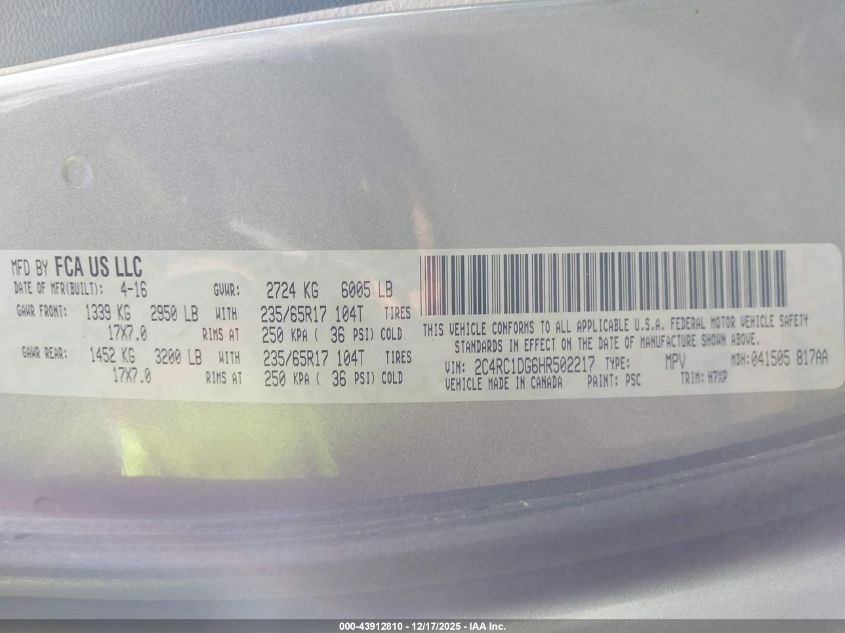 MFD BY FCA US LLC
DATE OF MFR(BUILT): 4-16 GVWR: 2724 KG 6005 LB
GAWR FRONT: 1339 KG 2950 LB WITH 235/65R17 104T TIRES
17X7.0 RIMS AT 250 KPA ( 36 PSI) COLD
GAWR REAR: 1452 KG 3200 LB WITH 235/65R17 104T TIRES
17X7.0 RIMS AT 250 KPA ( 36 PSI) COLD
THIS VEHICLE CONFORMS TO ALL APPLICABLE U.S.A. FEDERAL MOTOR VEHICLE SAFETY
STANDARDS IN EFFECT ON THE DATE OF MANUFACTURE SHOWN ABOVE.
VIN: 2C4RC1DG6HR502217 TYPE: MPV MDH: 041505 817AA
VEHICLE MADE IN CANADA PAINT: PSC TRIM: H7XP
000-43912810 - 12/17/2025 - IAA Inc.